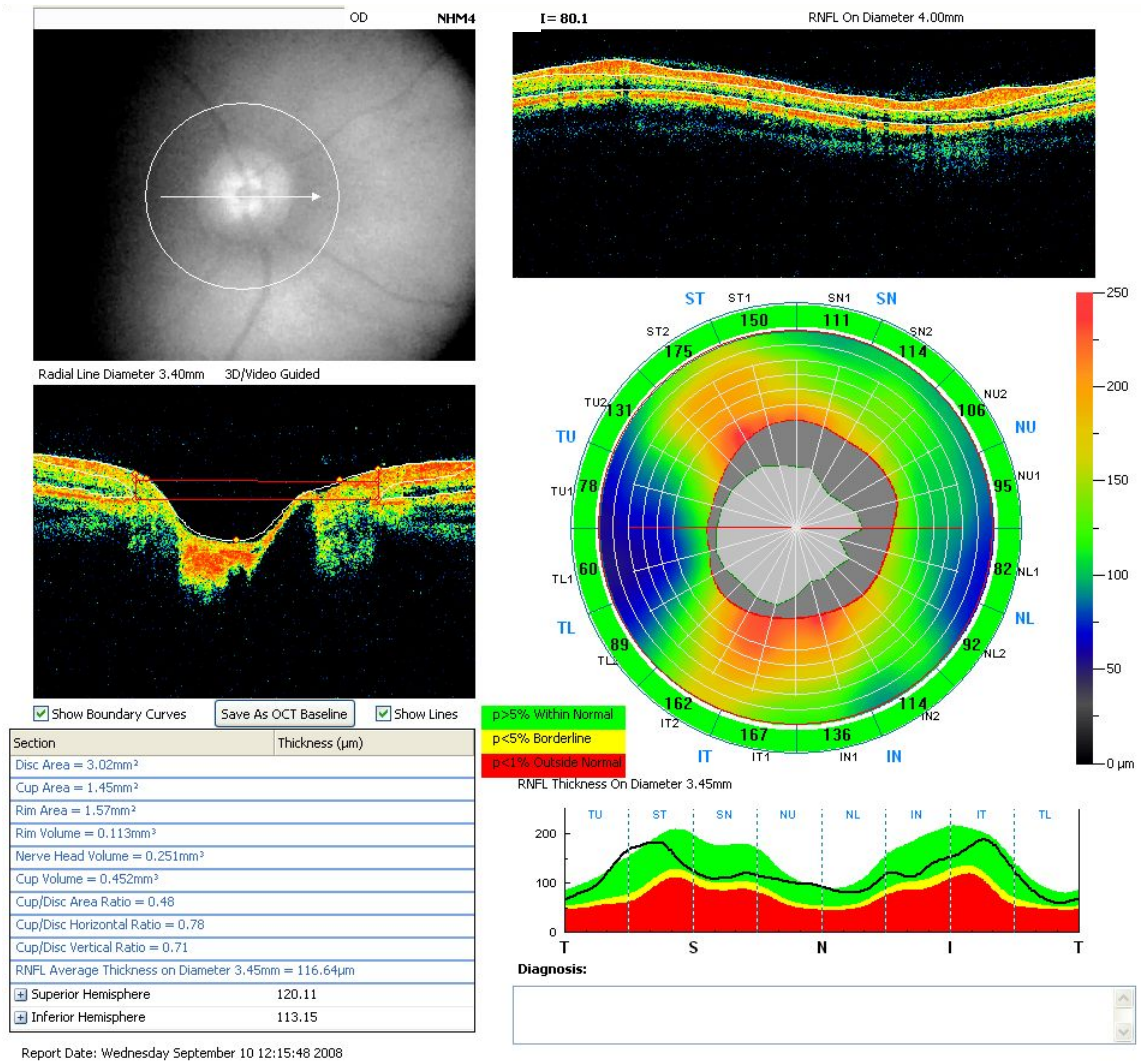 OD NHM4 I= 80.1 RNFL On Diameter 4.00mm
Radial Line Diameter 3.40mm 3D/Video Guided
Show Boundary Curves Save As OCT Baseline Show Lines
Section Thickness (µm)
Disc Area = 3.02mm²
Cup Area = 1.45mm²
Rim Area = 1.57mm²
Rim Volume = 0.113mm³
Nerve Head Volume = 0.251mm³
Cup Volume = 0.452mm³
Cup/Disc Area Ratio = 0.48
Cup/Disc Horizontal Ratio = 0.78
Cup/Disc Vertical Ratio = 0.71
RNFL Average Thickness on Diameter 3.45mm = 116.64µm
Superior Hemisphere 120.11
Inferior Hemisphere 113.15
Report Date: Wednesday September 10 12:15:48 2008
ST ST1 SN1 SN
150 111
ST2 SN2
175 114
TU2 NU2
131 106
TU NU
TU1 NU1
78 95
60 82
TL1 NL1
TL NL
89 92
TL2 NL2
162 114
IT2 IN2
167 136
IT IT1 IN1 IN
250
200
150
100
50
0 µm
p>5% Within Normal
p<5% Borderline
p<1% Outside Normal
RNFL Thickness On Diameter 3.45mm
TU ST SN NU NL IN IT TL
200
100
0
T S N I T
Diagnosis: